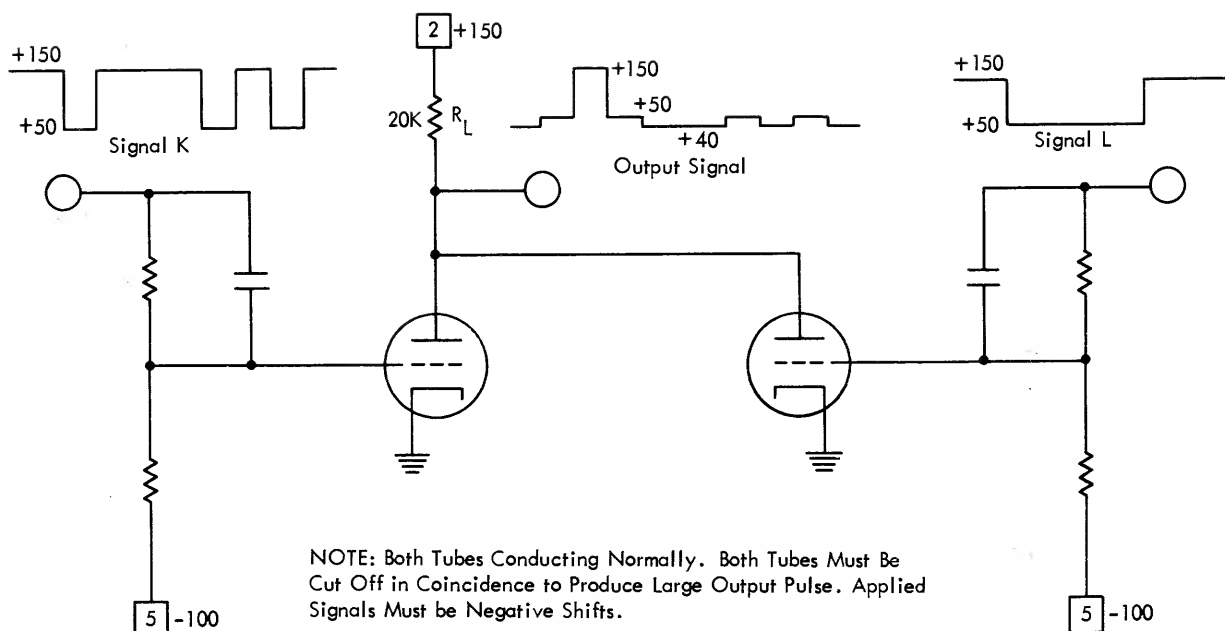 2 +150
+150
+50
Signal K
20K R_L
+150
+50
+40
Output Signal
+150
+50
Signal L
NOTE: Both Tubes Conducting Normally. Both Tubes Must Be
Cut Off in Coincidence to Produce Large Output Pulse. Applied
Signals Must be Negative Shifts.
5 -100
5 -100